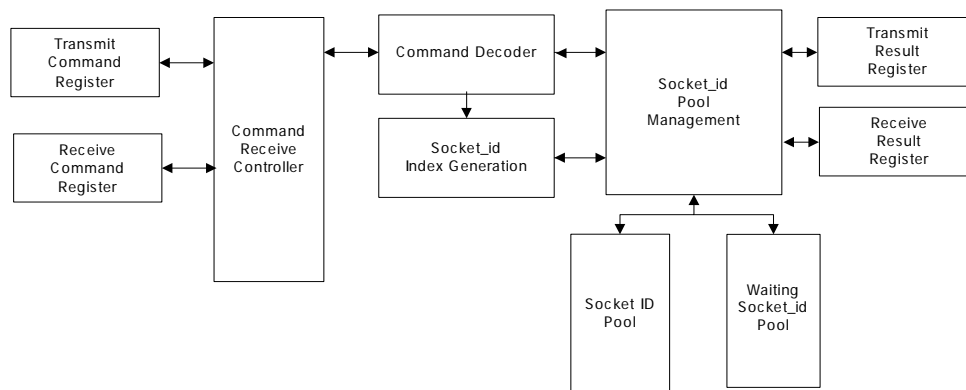 Transmit
Command
Register
Receive
Command
Register
Command
Receive
Controller
Command Decoder
Socket_id
Index Generation
Socket_id
Pool
Management
Transmit
Result
Register
Receive
Result
Register
Socket ID
Pool
Waiting
Socket_id
Pool